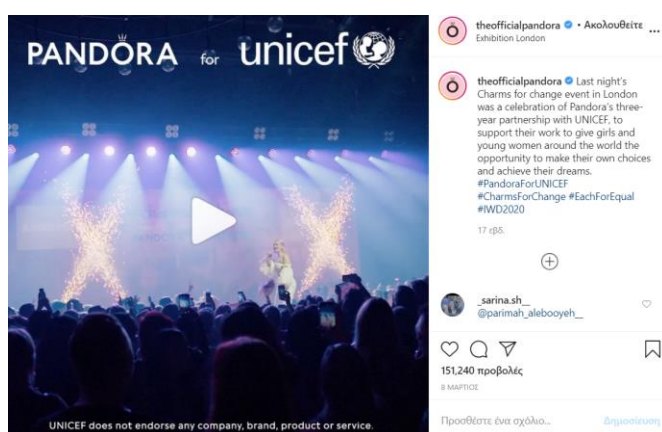 PANDORA for unicef
UNICEF does not endorse any company, brand, product or service.
theofficialpandora • Ακολουθείτε
Exhibition London
theofficialpandora Last night's
Charms for change event in London
was a celebration of Pandora's three-
year partnership with UNICEF, to
support their work to give girls and
young women around the world the
opportunity to make their own choices
and achieve their dreams.
#PandoraForUNICEF
#CharmsForChange #EachForEqual
#IWD2020
17 εβδ.
_sarina.sh__
@parimah_alebooyeh__
151,240 προβολές
8 ΜΑΡΤΙΟΣ
Προσθέστε ένα σχόλιο...
Δημοσίευση